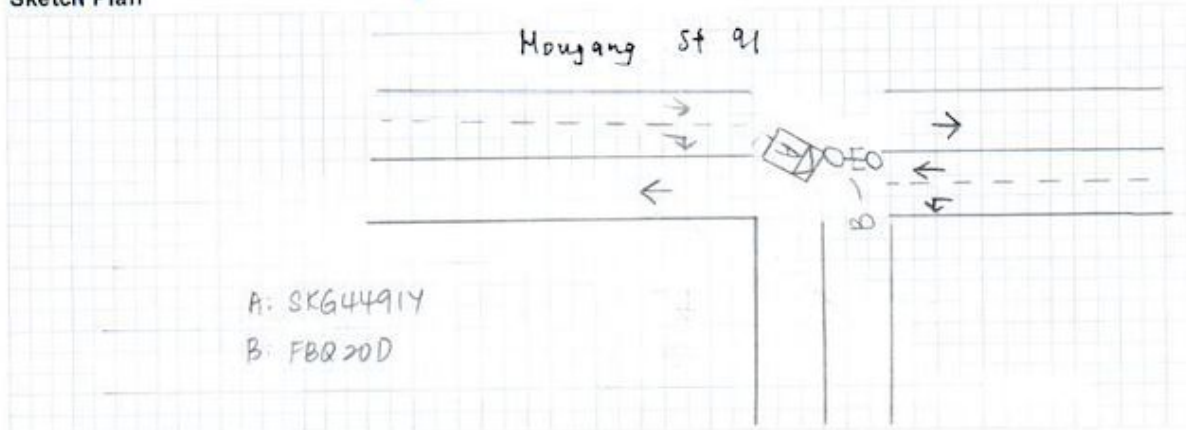 Sketch Plan
Hougang St 91
A
B
A: SKG4491Y
B: FBQ20D